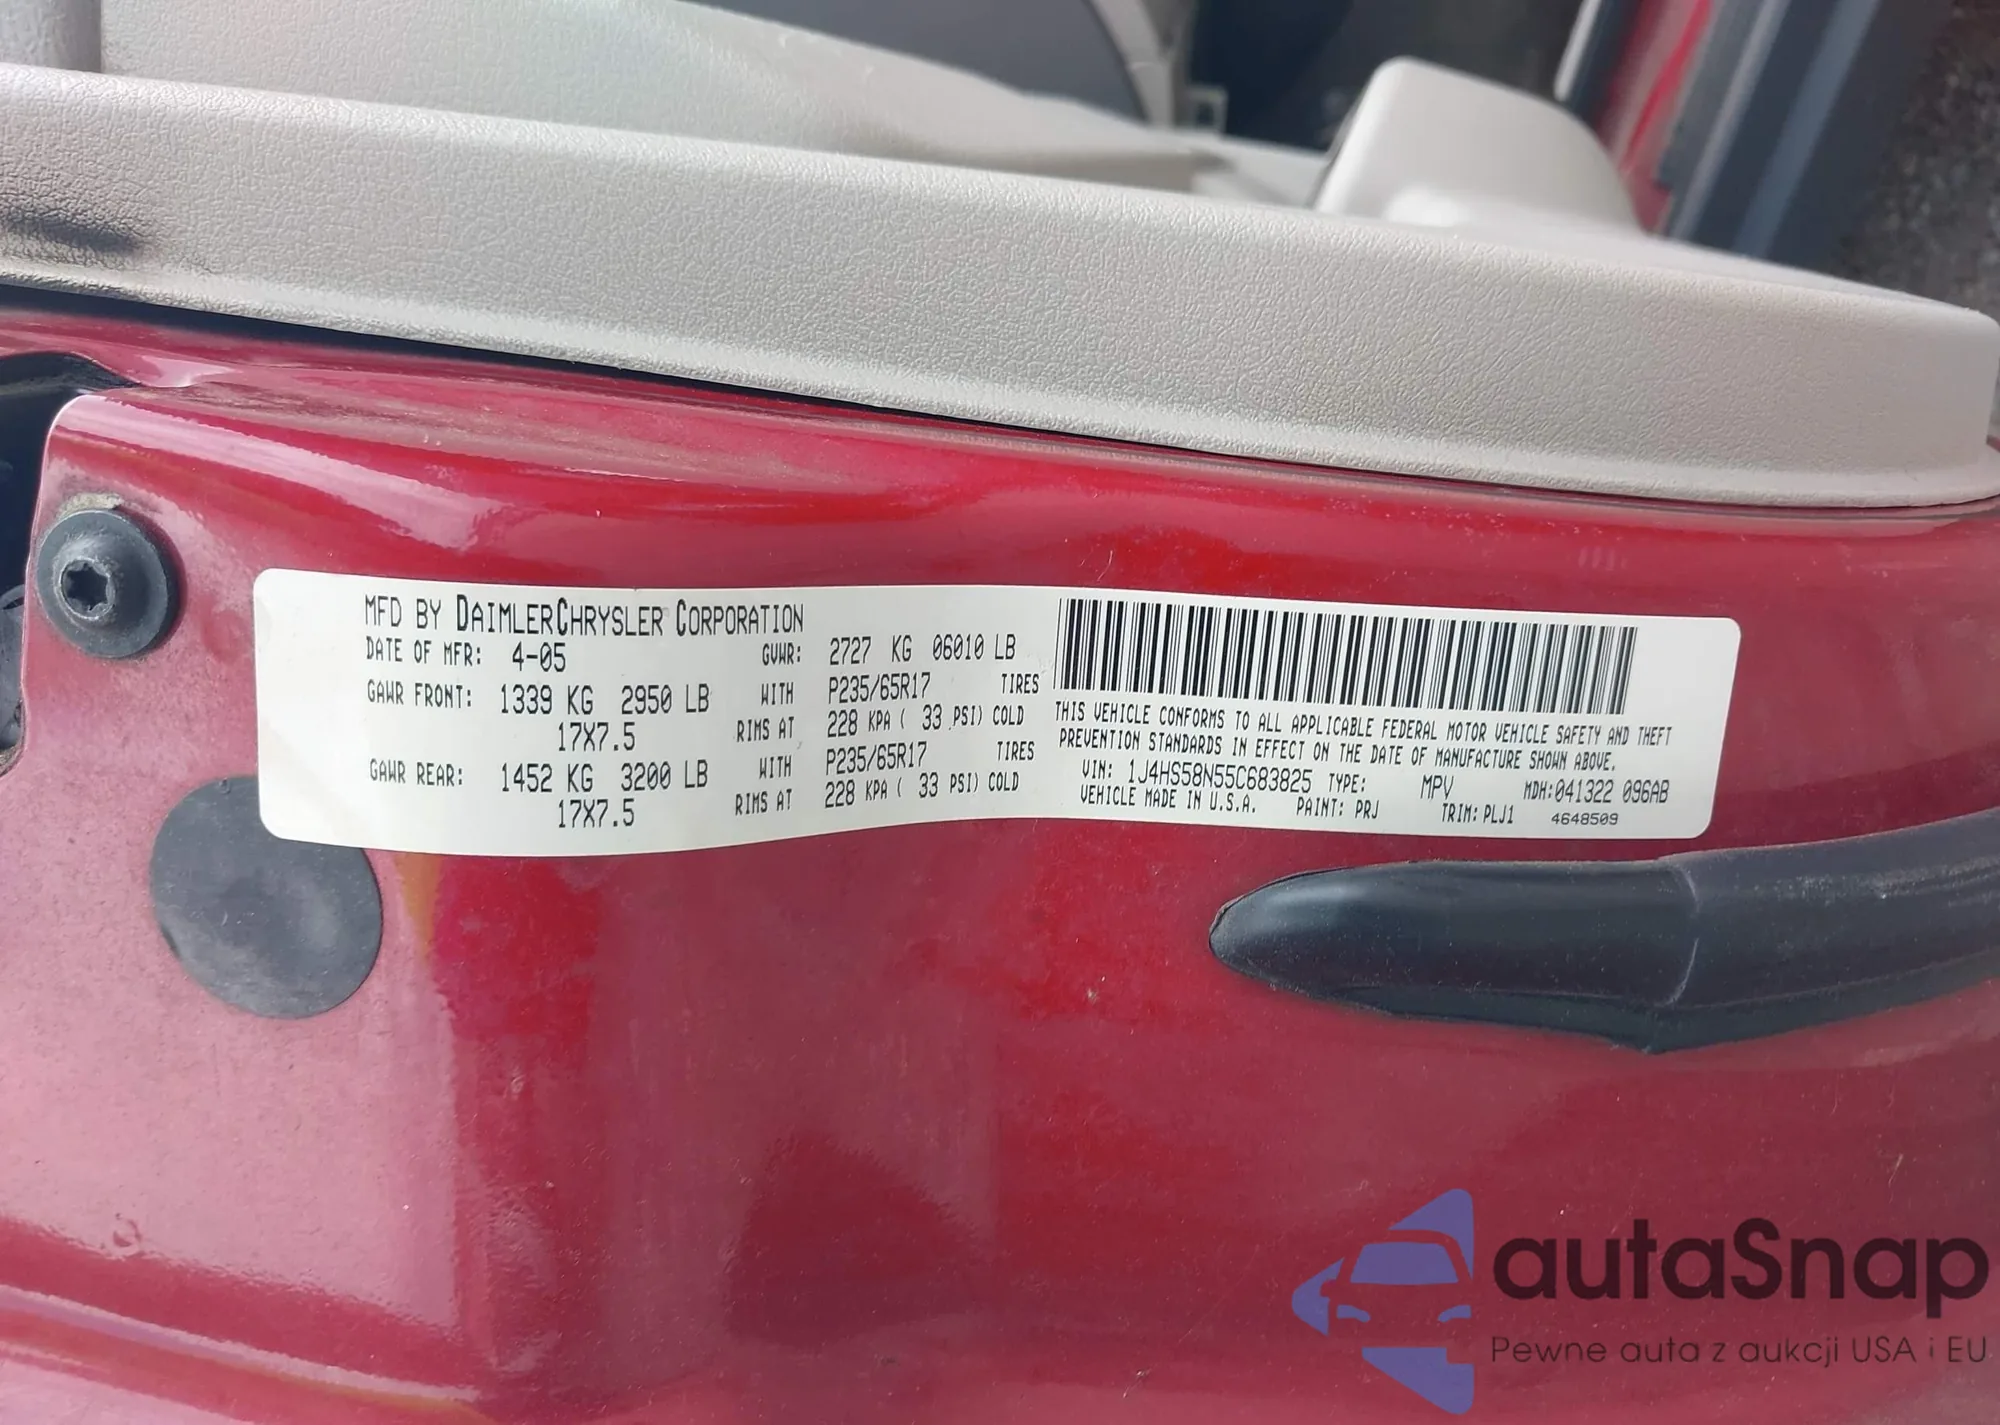 MFD BY DAIMLERCHRYSLER CORPORATION
DATE OF MFR: 4-05 GVWR: 2727 KG 06010 LB
GAWR FRONT: 1339 KG 2950 LB WITH P235/65R17 TIRES
17X7.5 RIMS AT 228 KPA ( 33 PSI) COLD
GAWR REAR: 1452 KG 3200 LB WITH P235/65R17 TIRES
17X7.5 RIMS AT 228 KPA ( 33 PSI) COLD
THIS VEHICLE CONFORMS TO ALL APPLICABLE FEDERAL MOTOR VEHICLE SAFETY AND THEFT
PREVENTION STANDARDS IN EFFECT ON THE DATE OF MANUFACTURE SHOWN ABOVE.
VIN: 1J4HS58N55C683825 TYPE: MPV MDH:041322 096AB
VEHICLE MADE IN U.S.A. PAINT: PRJ TRIM: PLJ1 4648509
autaSnap
Pewne auta z aukcji USA i EU